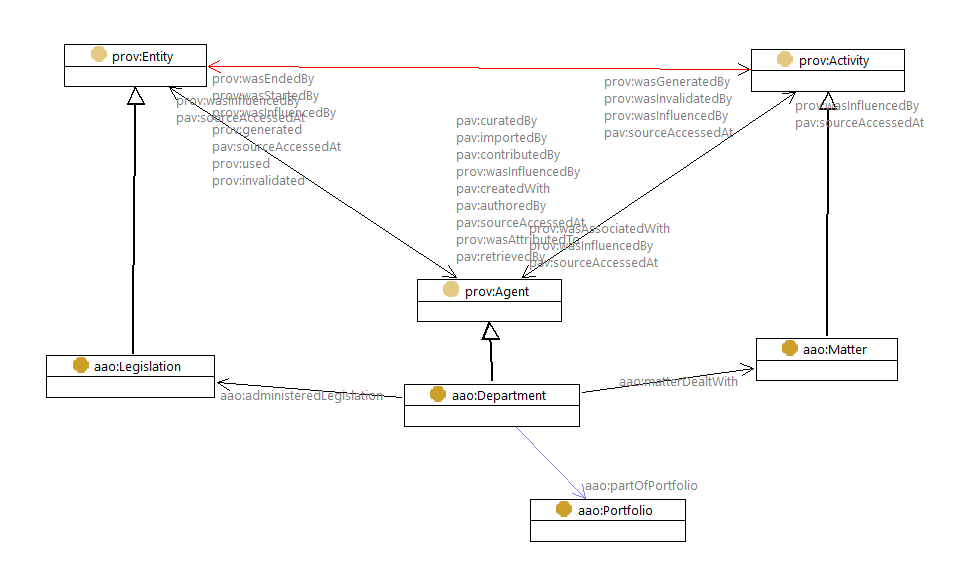 prov:Entity
prov:Activity
prov:wasEndedBy
prov:wasStartedBy
prov:wasInfluencedBy
prov:generated
pav:sourceAccessedAt
prov:used
prov:invalidated
prov:wasInfluencedBy
pav:sourceAccessedAt
prov:wasGeneratedBy
prov:wasInvalidatedBy
prov:wasInfluencedBy
pav:sourceAccessedAt
prov:wasInfluencedBy
pav:sourceAccessedAt
pav:curatedBy
pav:importedBy
pav:contributedBy
prov:wasInfluencedBy
pav:createdWith
pav:authoredBy
pav:sourceAccessedAt
prov:wasAttributedTo
pav:retrievedBy
prov:wasAssociatedWith
prov:wasInfluencedBy
pav:sourceAccessedAt
prov:Agent
aao:Legislation
aao:Matter
aao:administeredLegislation
aao:Department
aao:matterDealtWith
aao:partOfPortfolio
aao:Portfolio